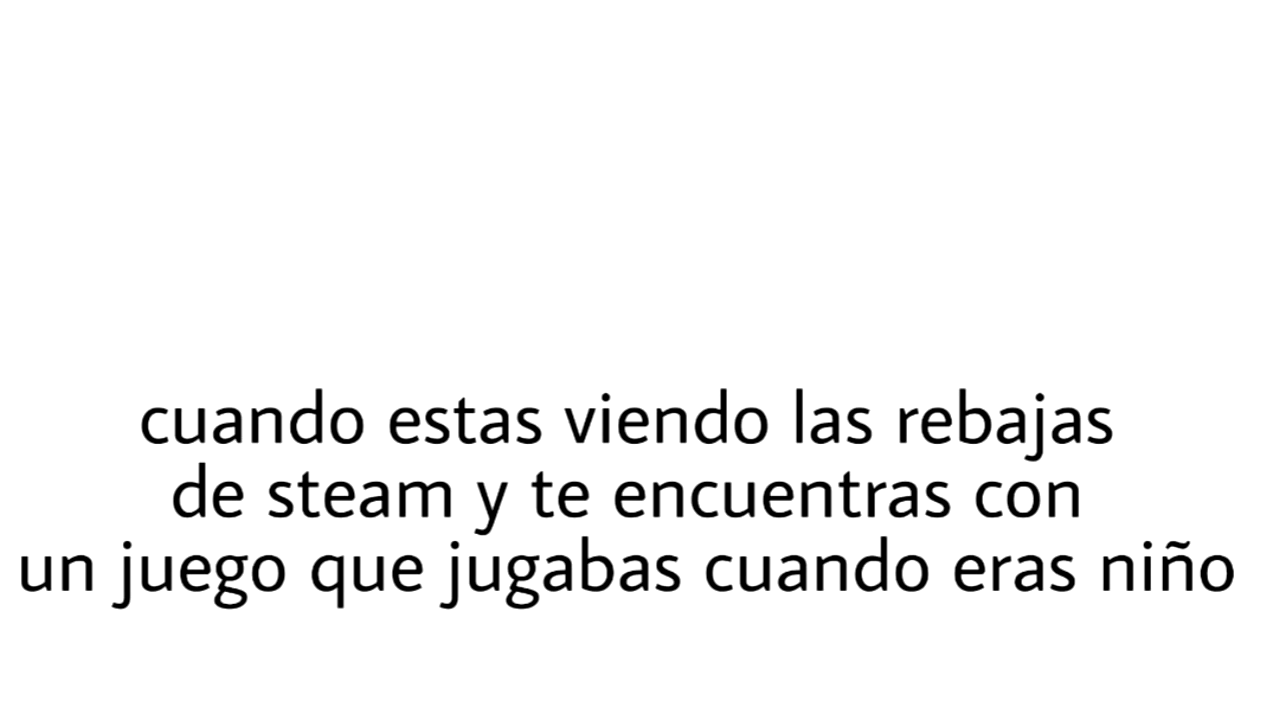 cuando estas viendo las rebajas
de steam y te encuentras con
un juego que jugabas cuando eras niño